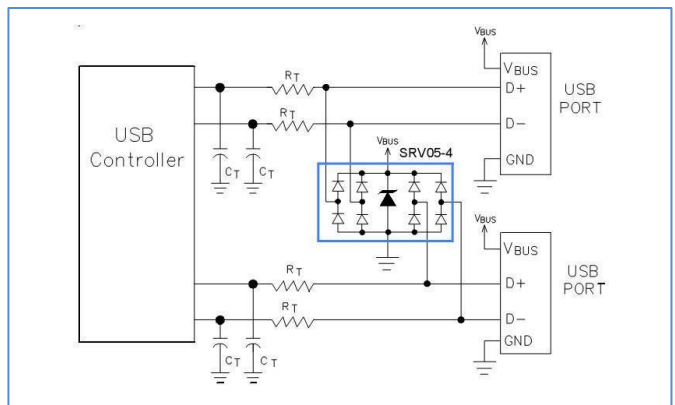 VBUS
RT
VBUS
D+
USB
PORT
RT
D-
USB
Controller
VBUS
SRV05-4
GND
CT
CT
VBUS
VBUS
RT
D+
USB
PORT
RT
D-
GND
CT
CT